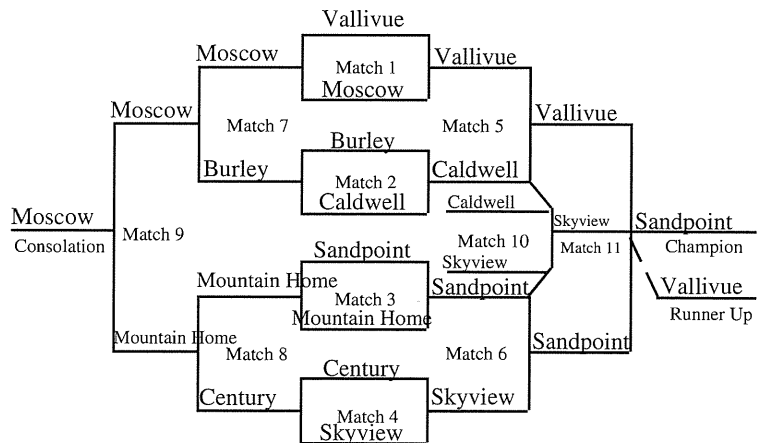 Vallivue
Moscow
Match 1
Vallivue
Moscow
Moscow
Match 7
Match 5
Vallivue
Burley
Burley
Match 2
Caldwell
Caldwell
Caldwell
Moscow
Consolation
Match 9
Skyview
Sandpoint
Match 10
Match 11
Champion
Sandpoint
Skyview
Mountain Home
Match 3
Sandpoint
Vallivue
Mountain Home
Runner Up
Mountain Home
Match 8
Match 6
Sandpoint
Century
Century
Match 4
Skyview
Skyview